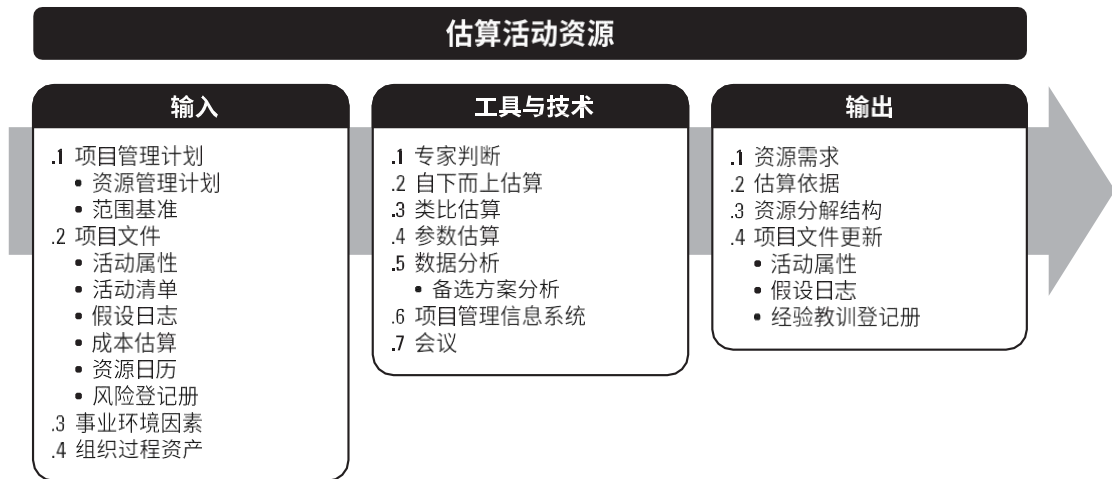 估算活动资源
输入
.1 项目管理计划
• 资源管理计划
• 范围基准
.2 项目文件
• 活动属性
• 活动清单
• 假设日志
• 成本估算
• 资源日历
• 风险登记册
.3 事业环境因素
.4 组织过程资产
工具与技术
.1 专家判断
.2 自下而上估算
.3 类比估算
.4 参数估算
.5 数据分析
• 备选方案分析
.6 项目管理信息系统
.7 会议
输出
.1 资源需求
.2 估算依据
.3 资源分解结构
.4 项目文件更新
• 活动属性
• 假设日志
• 经验教训登记册